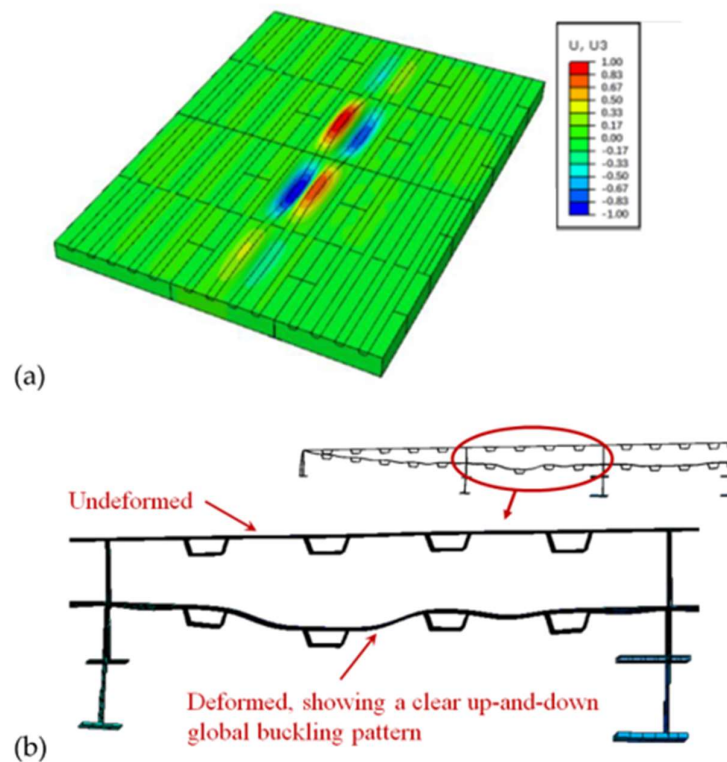 U, U3
1.00
0.83
0.67
0.50
0.33
0.17
0.00
-0.17
-0.33
-0.50
-0.67
-0.83
-1.00
(a)
Undeformed
Deformed, showing a clear up-and-down
global buckling pattern
(b)